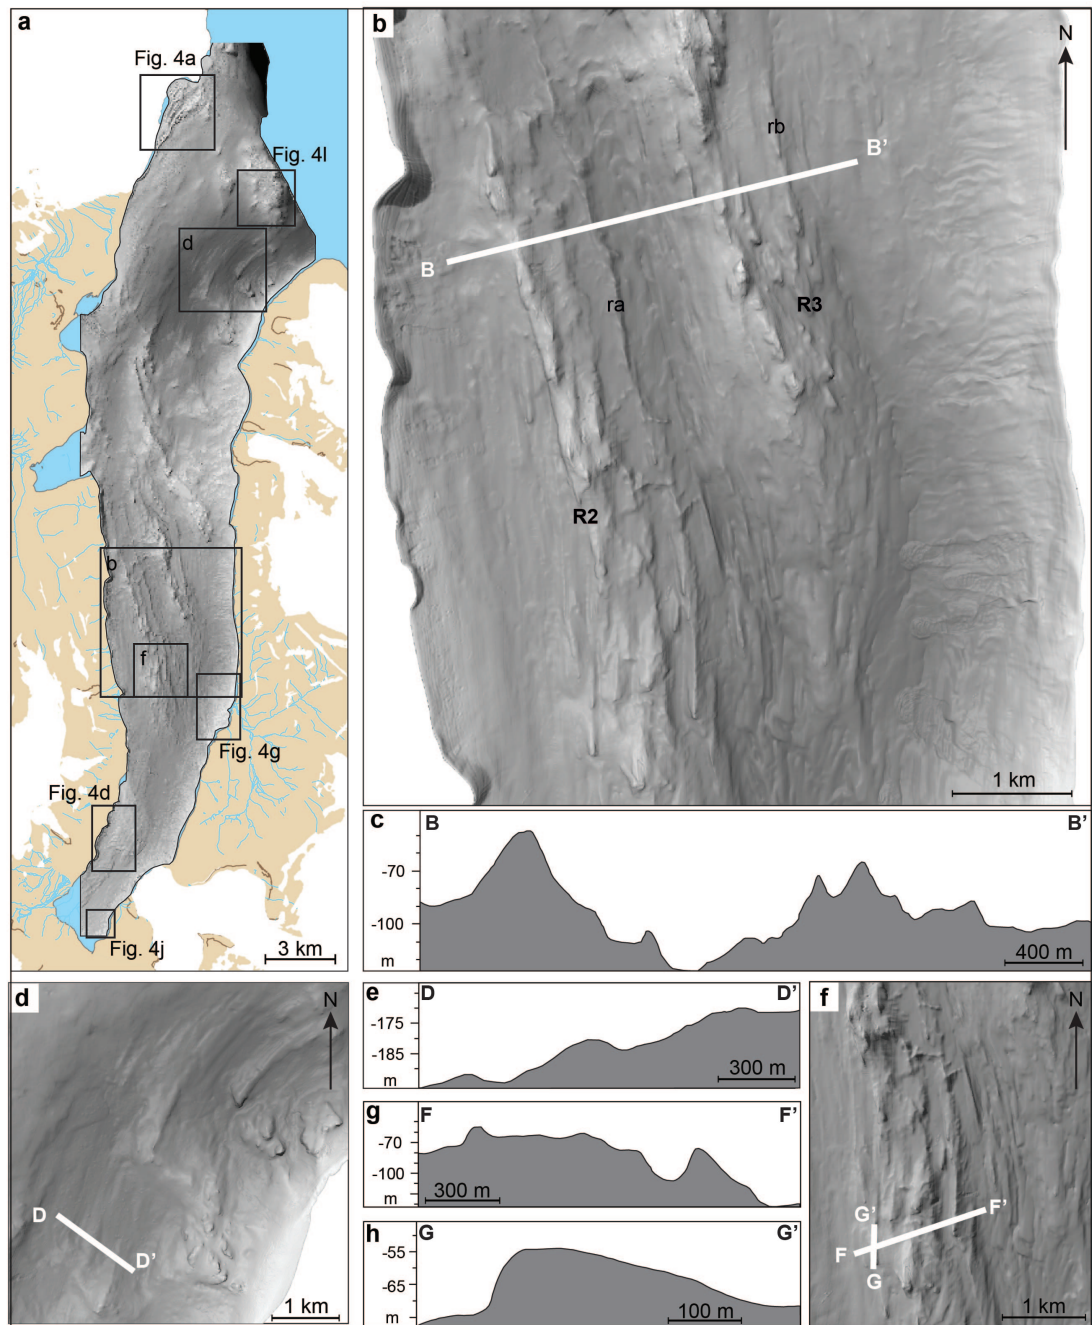 a
Fig. 4a
Fig. 4l
d
b
f
Fig. 4g
Fig. 4d
Fig. 4j
3 km
b
N
rb
B'
B
ra
R3
R2
1 km
c
B
B'
-70
-100
m
400 m
d
N
D
D'
1 km
e
D
D'
-175
-185
m
300 m
g
F
F'
-70
-100
m
300 m
h
G
G'
-55
-65
m
100 m
f
N
G'
F'
F
G
1 km